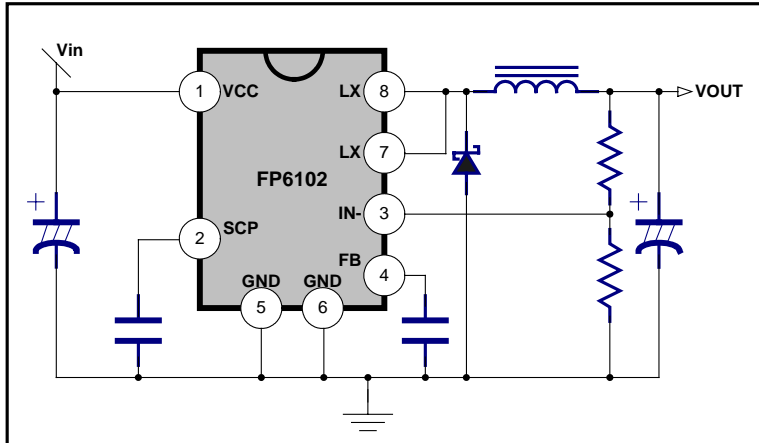 Vin
1 VCC LX 8
LX 7
FP6102
IN- 3
2 SCP
FB 4
GND GND
5 6
+ +
VOUT